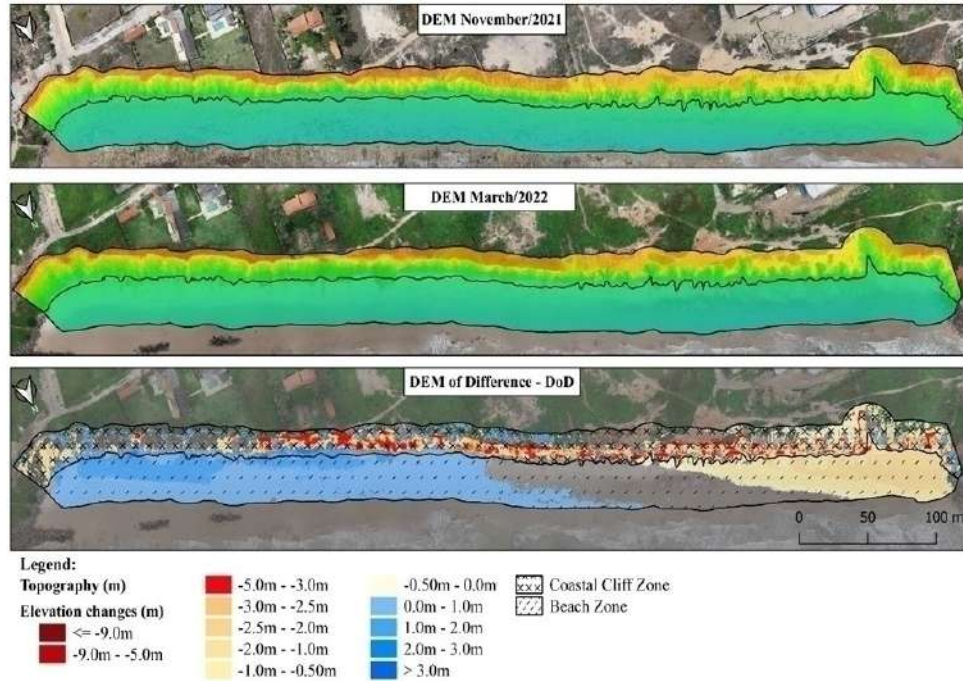 DEM November/2021
DEM March/2022
DEM of Difference - DoD
0 50 100 m
Legend:
Topography (m)
Elevation changes (m)
<= -9.0m
-9.0m - -5.0m
-5.0m - -3.0m
-3.0m - -2.5m
-2.5m - -2.0m
-2.0m - -1.0m
-1.0m - -0.50m
-0.50m - 0.0m
0.0m - 1.0m
1.0m - 2.0m
2.0m - 3.0m
> 3.0m
Coastal Cliff Zone
Beach Zone